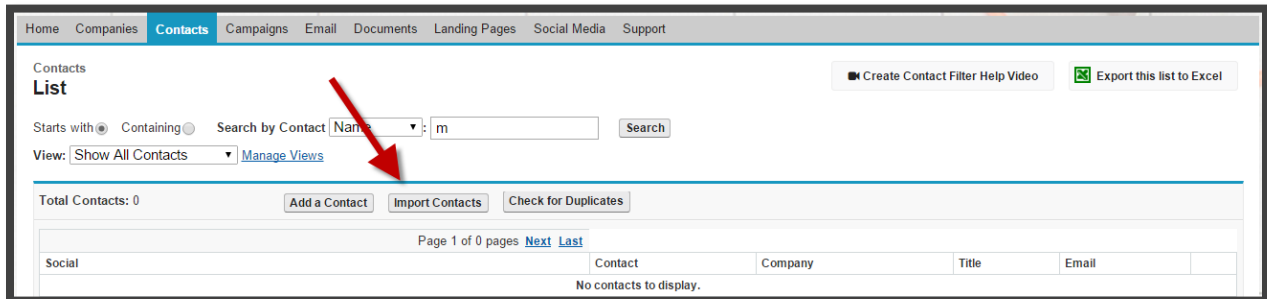 Home Companies Contacts Campaigns Email Documents Landing Pages Social Media Support
Contacts
List
Create Contact Filter Help Video
Export this list to Excel
Starts with Containing Search by Contact Name : m Search
View: Show All Contacts Manage Views
Total Contacts: 0 Add a Contact Import Contacts Check for Duplicates
Page 1 of 0 pages Next Last
Social Contact Company Title Email
No contacts to display.